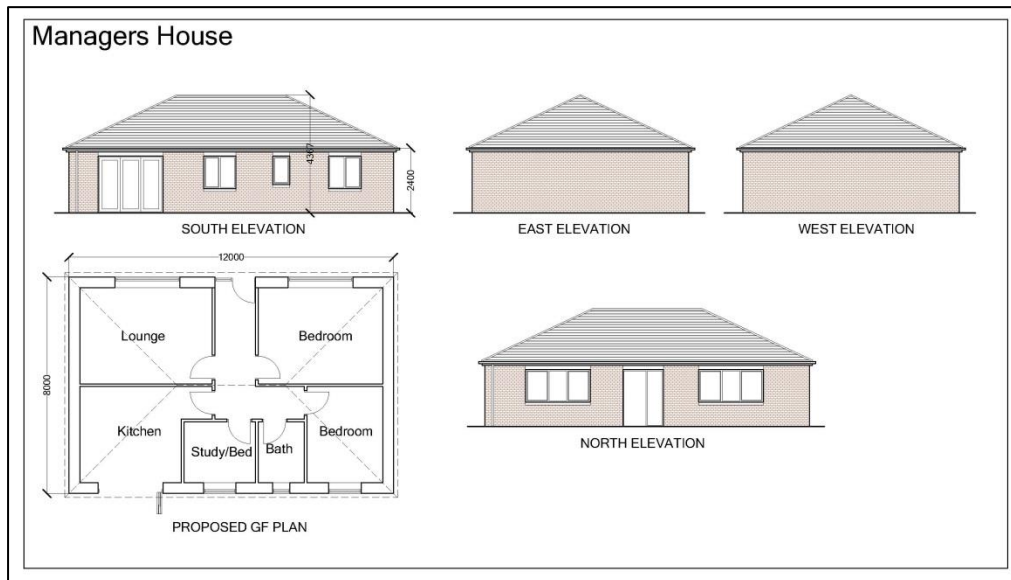 Managers House
4367
2400
SOUTH ELEVATION
EAST ELEVATION
WEST ELEVATION
12000
8000
Lounge
Bedroom
Kitchen
Study/Bed
Bath
Bedroom
PROPOSED GF PLAN
NORTH ELEVATION